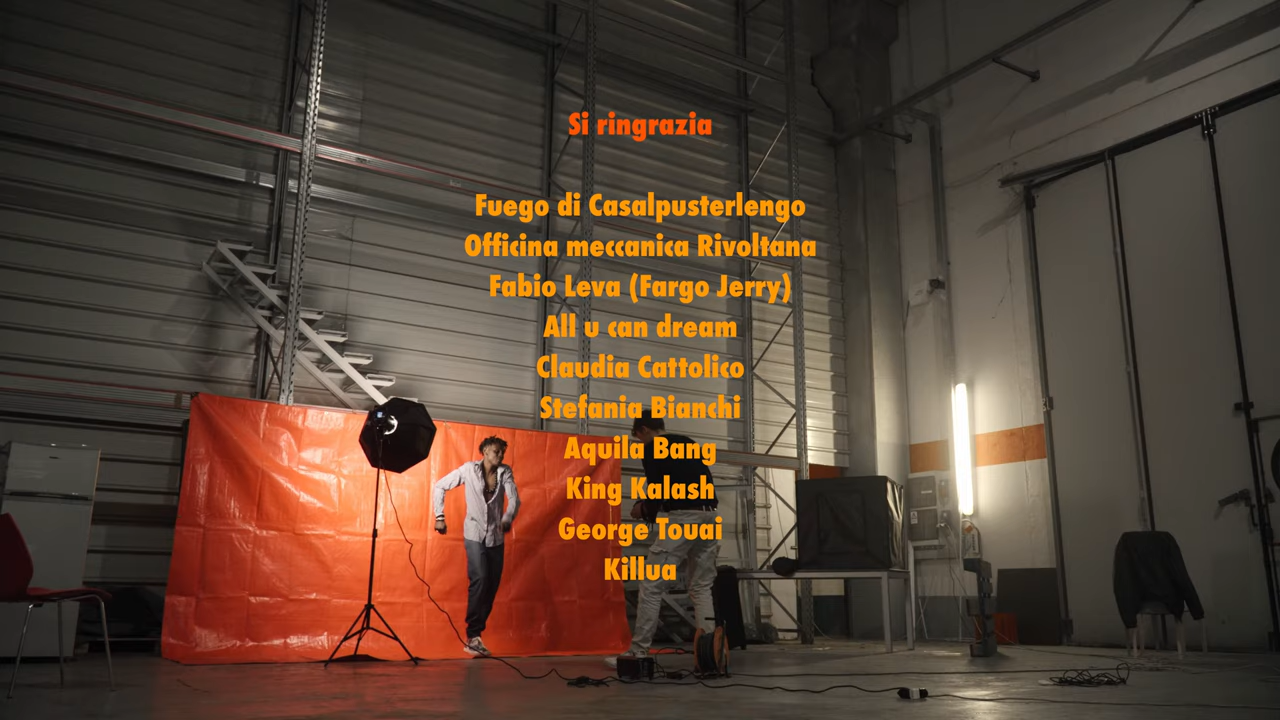 Si ringrazia
Fuego di Casalpusterlengo
Officina meccanica Rivoltana
Fabio Leva (Fargo Jerry)
All u can dream
Claudia Cattolico
Stefania Bianchi
Aquila Bang
King Kalash
George Touai
Killua